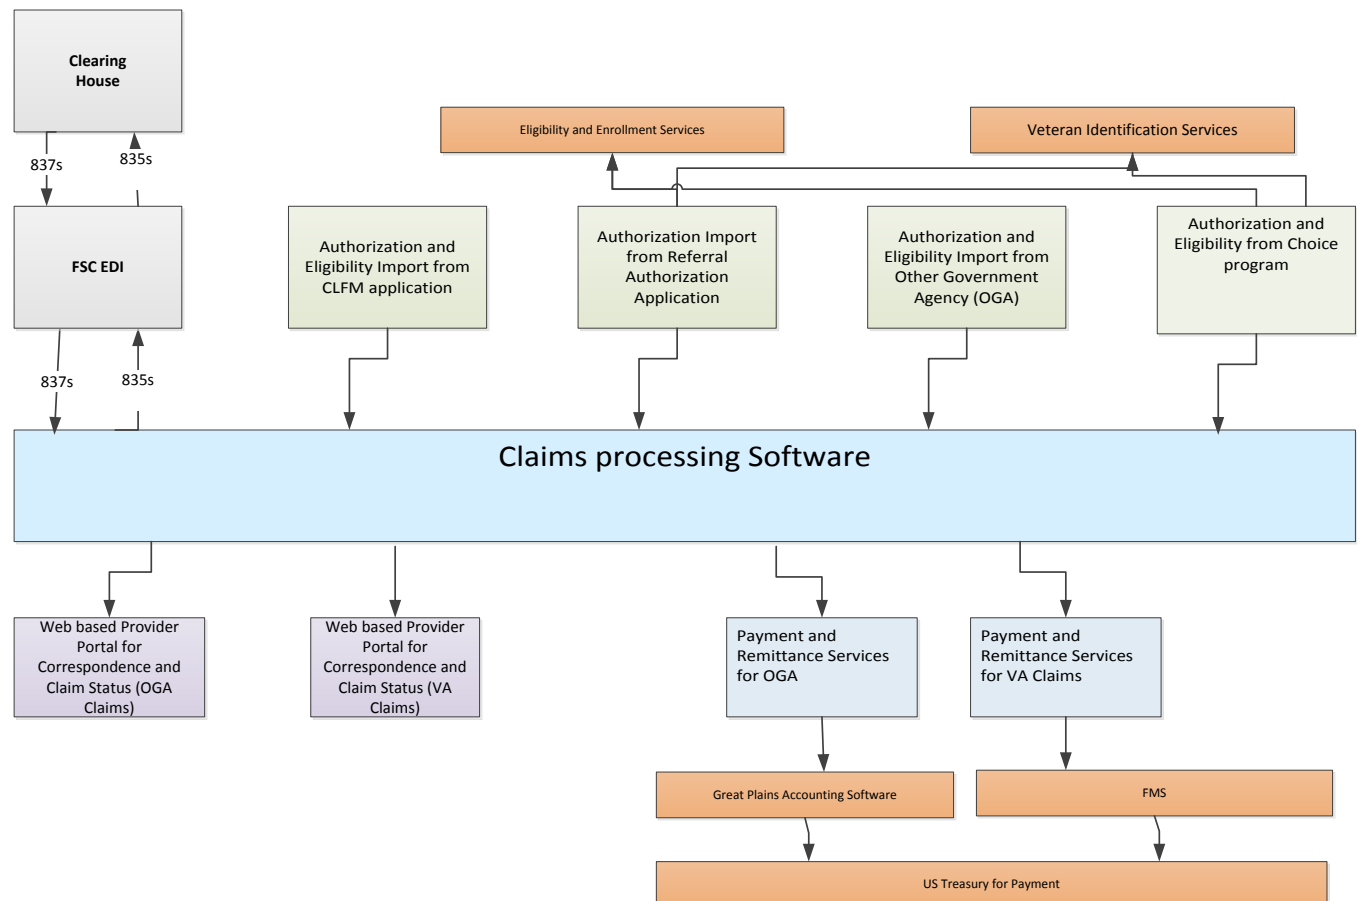 Clearing
House
Eligibility and Enrollment Services
Veteran Identification Services
837s
835s
FSC EDI
Authorization and
Eligibility Import from
CLFM application
Authorization Import
from Referral
Authorization
Application
Authorization and
Eligibility Import from
Other Government
Agency (OGA)
Authorization and
Eligibility from Choice
program
837s
835s
Claims processing Software
Web based Provider
Portal for
Correspondence and
Claim Status (OGA
Claims)
Web based Provider
Portal for
Correspondence and
Claim Status (VA
Claims)
Payment and
Remittance Services
for OGA
Payment and
Remittance Services
for VA Claims
Great Plains Accounting Software
FMS
US Treasury for Payment